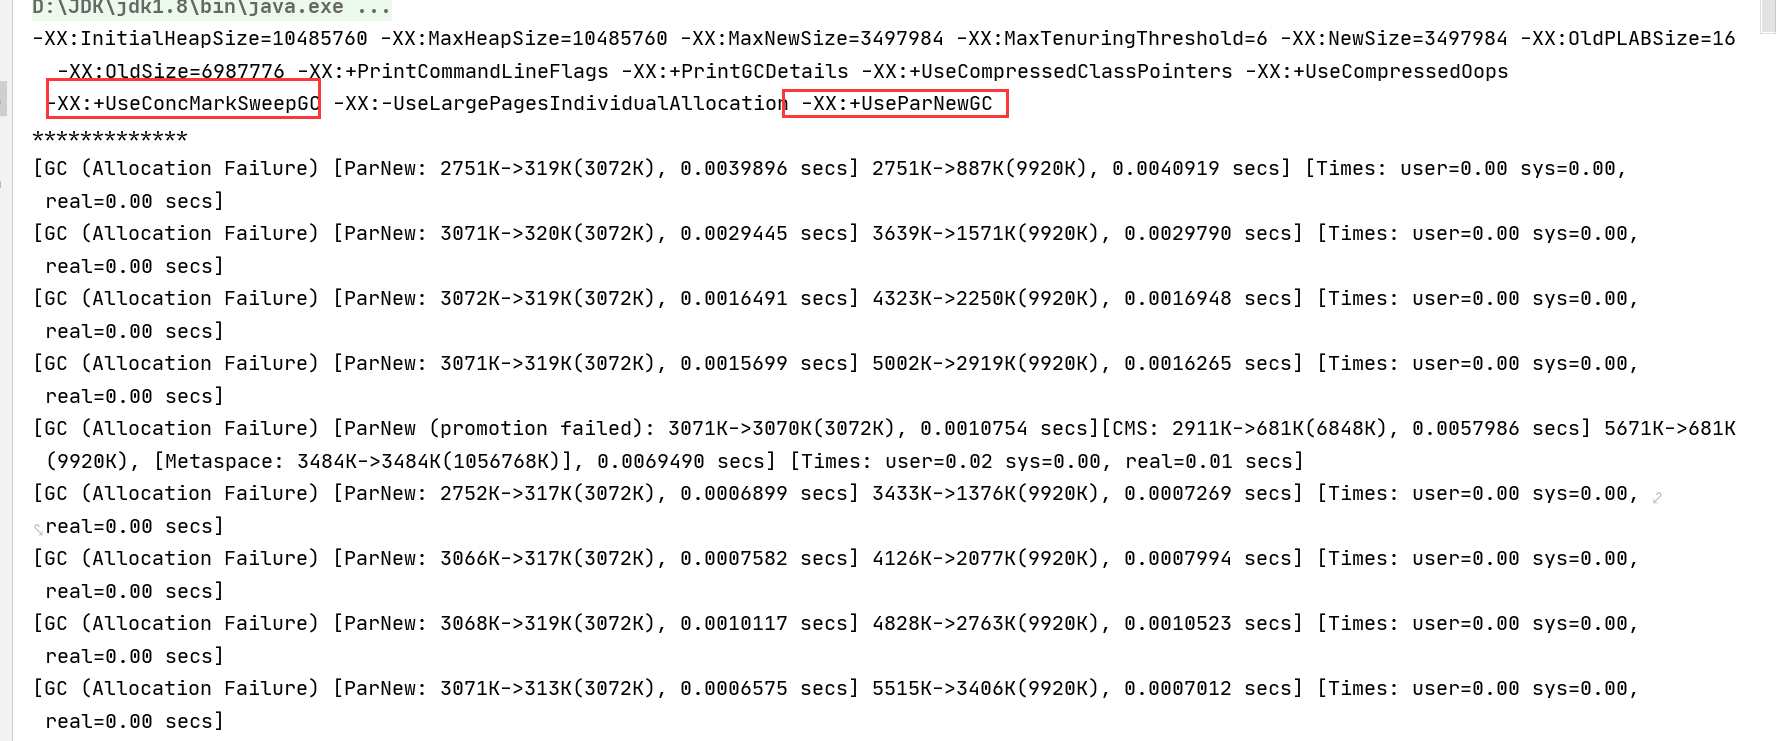 D:\JDK\jdk1.8\bin\java.exe ...
-XX:InitialHeapSize=10485760 -XX:MaxHeapSize=10485760 -XX:MaxNewSize=3497984 -XX:MaxTenuringThreshold=6 -XX:NewSize=3497984 -XX:OldPLABSize=16
-XX:OldSize=6987776 -XX:+PrintCommandLineFlags -XX:+PrintGCDetails -XX:+UseCompressedClassPointers -XX:+UseCompressedOops
-XX:+UseConcMarkSweepGC -XX:-UseLargePagesIndividualAllocation -XX:+UseParNewGC
*************
[GC (Allocation Failure) [ParNew: 2751K->319K(3072K), 0.0039896 secs] 2751K->887K(9920K), 0.0040919 secs] [Times: user=0.00 sys=0.00,
real=0.00 secs]
[GC (Allocation Failure) [ParNew: 3071K->320K(3072K), 0.0029445 secs] 3639K->1571K(9920K), 0.0029790 secs] [Times: user=0.00 sys=0.00,
real=0.00 secs]
[GC (Allocation Failure) [ParNew: 3072K->319K(3072K), 0.0016491 secs] 4323K->2250K(9920K), 0.0016948 secs] [Times: user=0.00 sys=0.00,
real=0.00 secs]
[GC (Allocation Failure) [ParNew: 3071K->319K(3072K), 0.0015699 secs] 5002K->2919K(9920K), 0.0016265 secs] [Times: user=0.00 sys=0.00,
real=0.00 secs]
[GC (Allocation Failure) [ParNew (promotion failed): 3071K->3070K(3072K), 0.0010754 secs][CMS: 2911K->681K(6848K), 0.0057986 secs] 5671K->681K
(9920K), [Metaspace: 3484K->3484K(1056768K)], 0.0069490 secs] [Times: user=0.02 sys=0.00, real=0.01 secs]
[GC (Allocation Failure) [ParNew: 2752K->317K(3072K), 0.0006899 secs] 3433K->1376K(9920K), 0.0007269 secs] [Times: user=0.00 sys=0.00,
real=0.00 secs]
[GC (Allocation Failure) [ParNew: 3066K->317K(3072K), 0.0007582 secs] 4126K->2077K(9920K), 0.0007994 secs] [Times: user=0.00 sys=0.00,
real=0.00 secs]
[GC (Allocation Failure) [ParNew: 3068K->319K(3072K), 0.0010117 secs] 4828K->2763K(9920K), 0.0010523 secs] [Times: user=0.00 sys=0.00,
real=0.00 secs]
[GC (Allocation Failure) [ParNew: 3071K->313K(3072K), 0.0006575 secs] 5515K->3406K(9920K), 0.0007012 secs] [Times: user=0.00 sys=0.00,
real=0.00 secs]